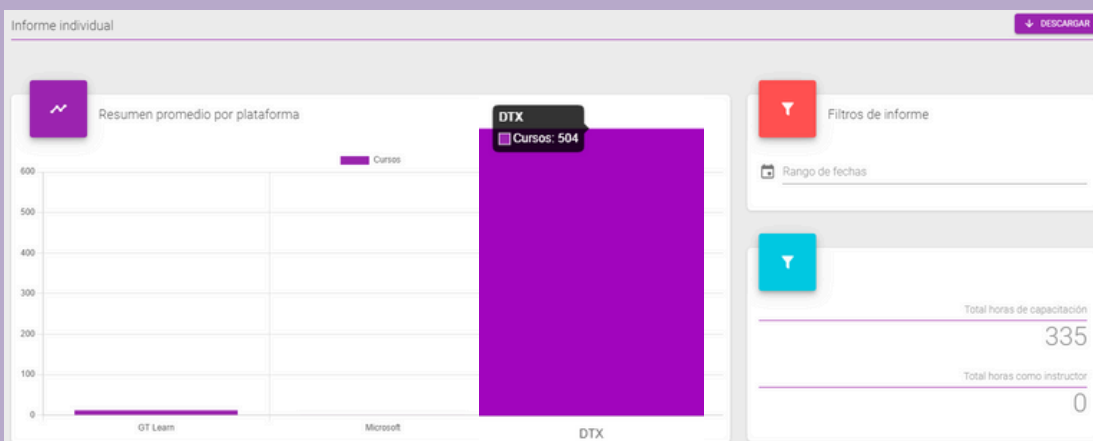 Informe individual
DESCARGAR
Resumen promedio por plataforma
DTX
Cursos: 504
Cursos
600
500
400
300
200
100
0
GT Learn
Microsoft
DTX
Filtros de informe
Rango de fechas
Total horas de capacitación
335
Total horas como instructor
0